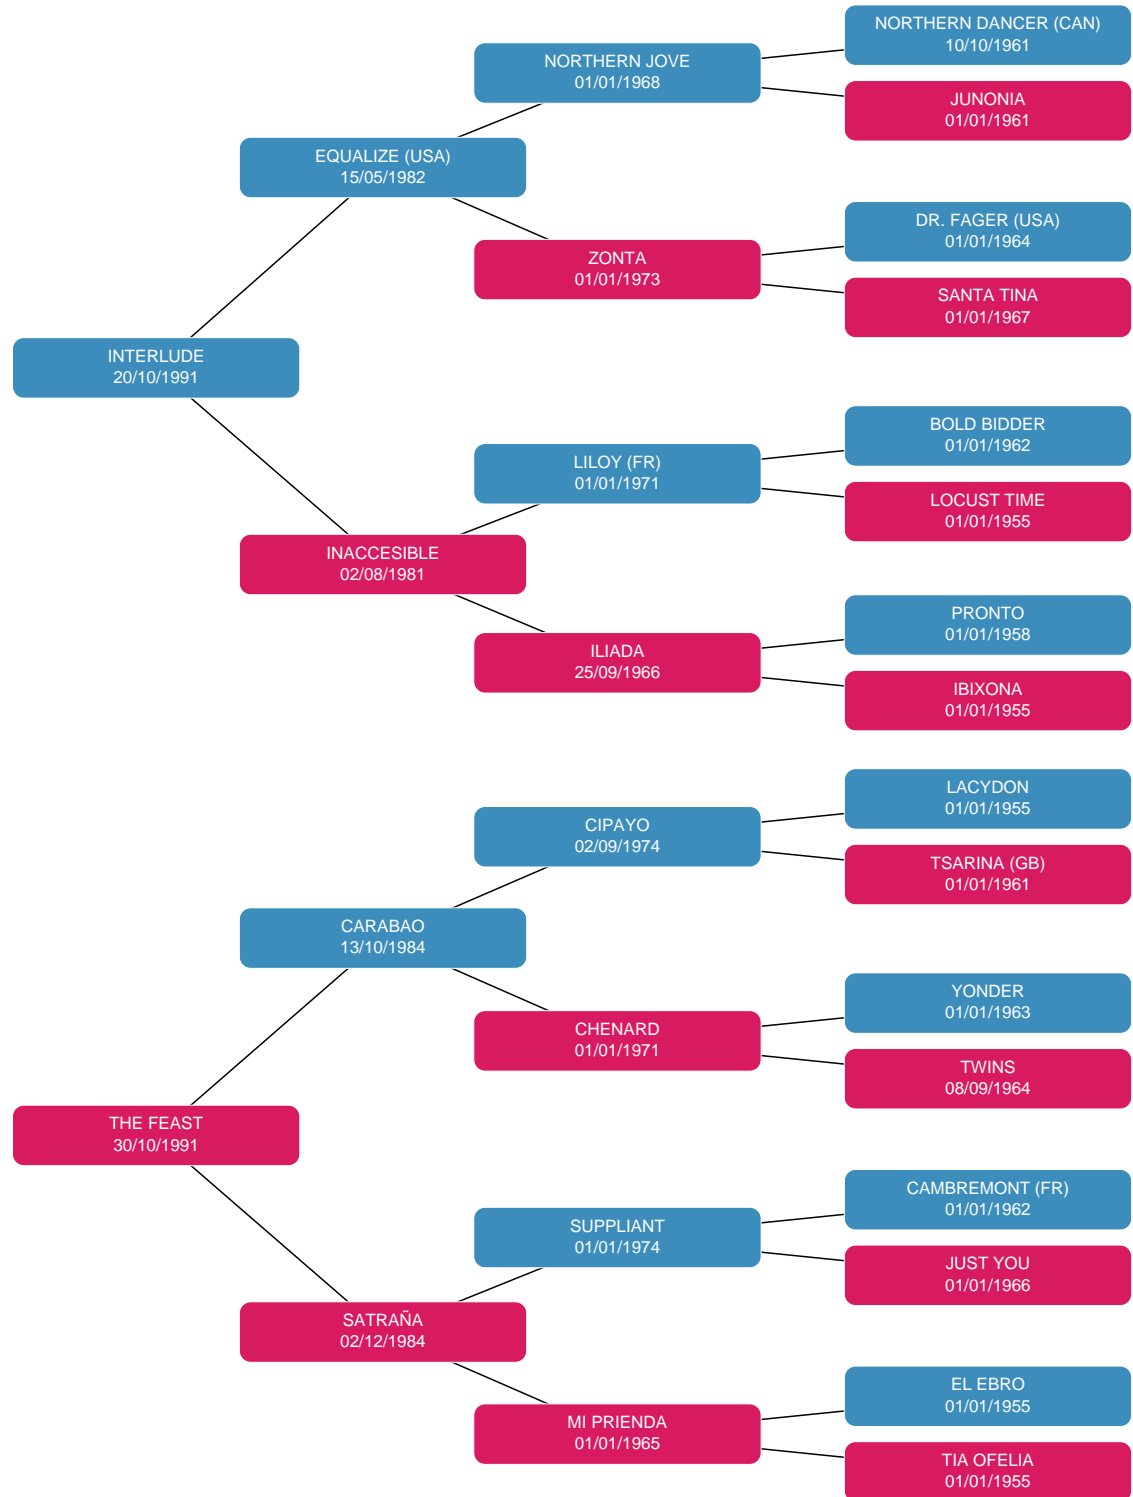 NORTHERN DANCER (CAN)
10/10/1961
NORTHERN JOVE
01/01/1968
JUNONIA
01/01/1961
EQUALIZE (USA)
15/05/1982
DR. FAGER (USA)
01/01/1964
ZONTA
01/01/1973
SANTA TINA
01/01/1967
INTERLUDE
20/10/1991
BOLD BIDDER
01/01/1962
LILOY (FR)
01/01/1971
LOCUST TIME
01/01/1955
INACCESIBLE
02/08/1981
PRONTO
01/01/1958
ILIADA
25/09/1966
IBIXONA
01/01/1955
LACYDON
01/01/1955
CIPAYO
02/09/1974
TSARINA (GB)
01/01/1961
CARABAO
13/10/1984
YONDER
01/01/1963
CHENARD
01/01/1971
TWINS
08/09/1964
THE FEAST
30/10/1991
CAMBREMONT (FR)
01/01/1962
SUPPLIANT
01/01/1974
JUST YOU
01/01/1966
SATRAÑA
02/12/1984
EL EBRO
01/01/1955
MI PRIENDA
01/01/1965
TIA OFELIA
01/01/1955